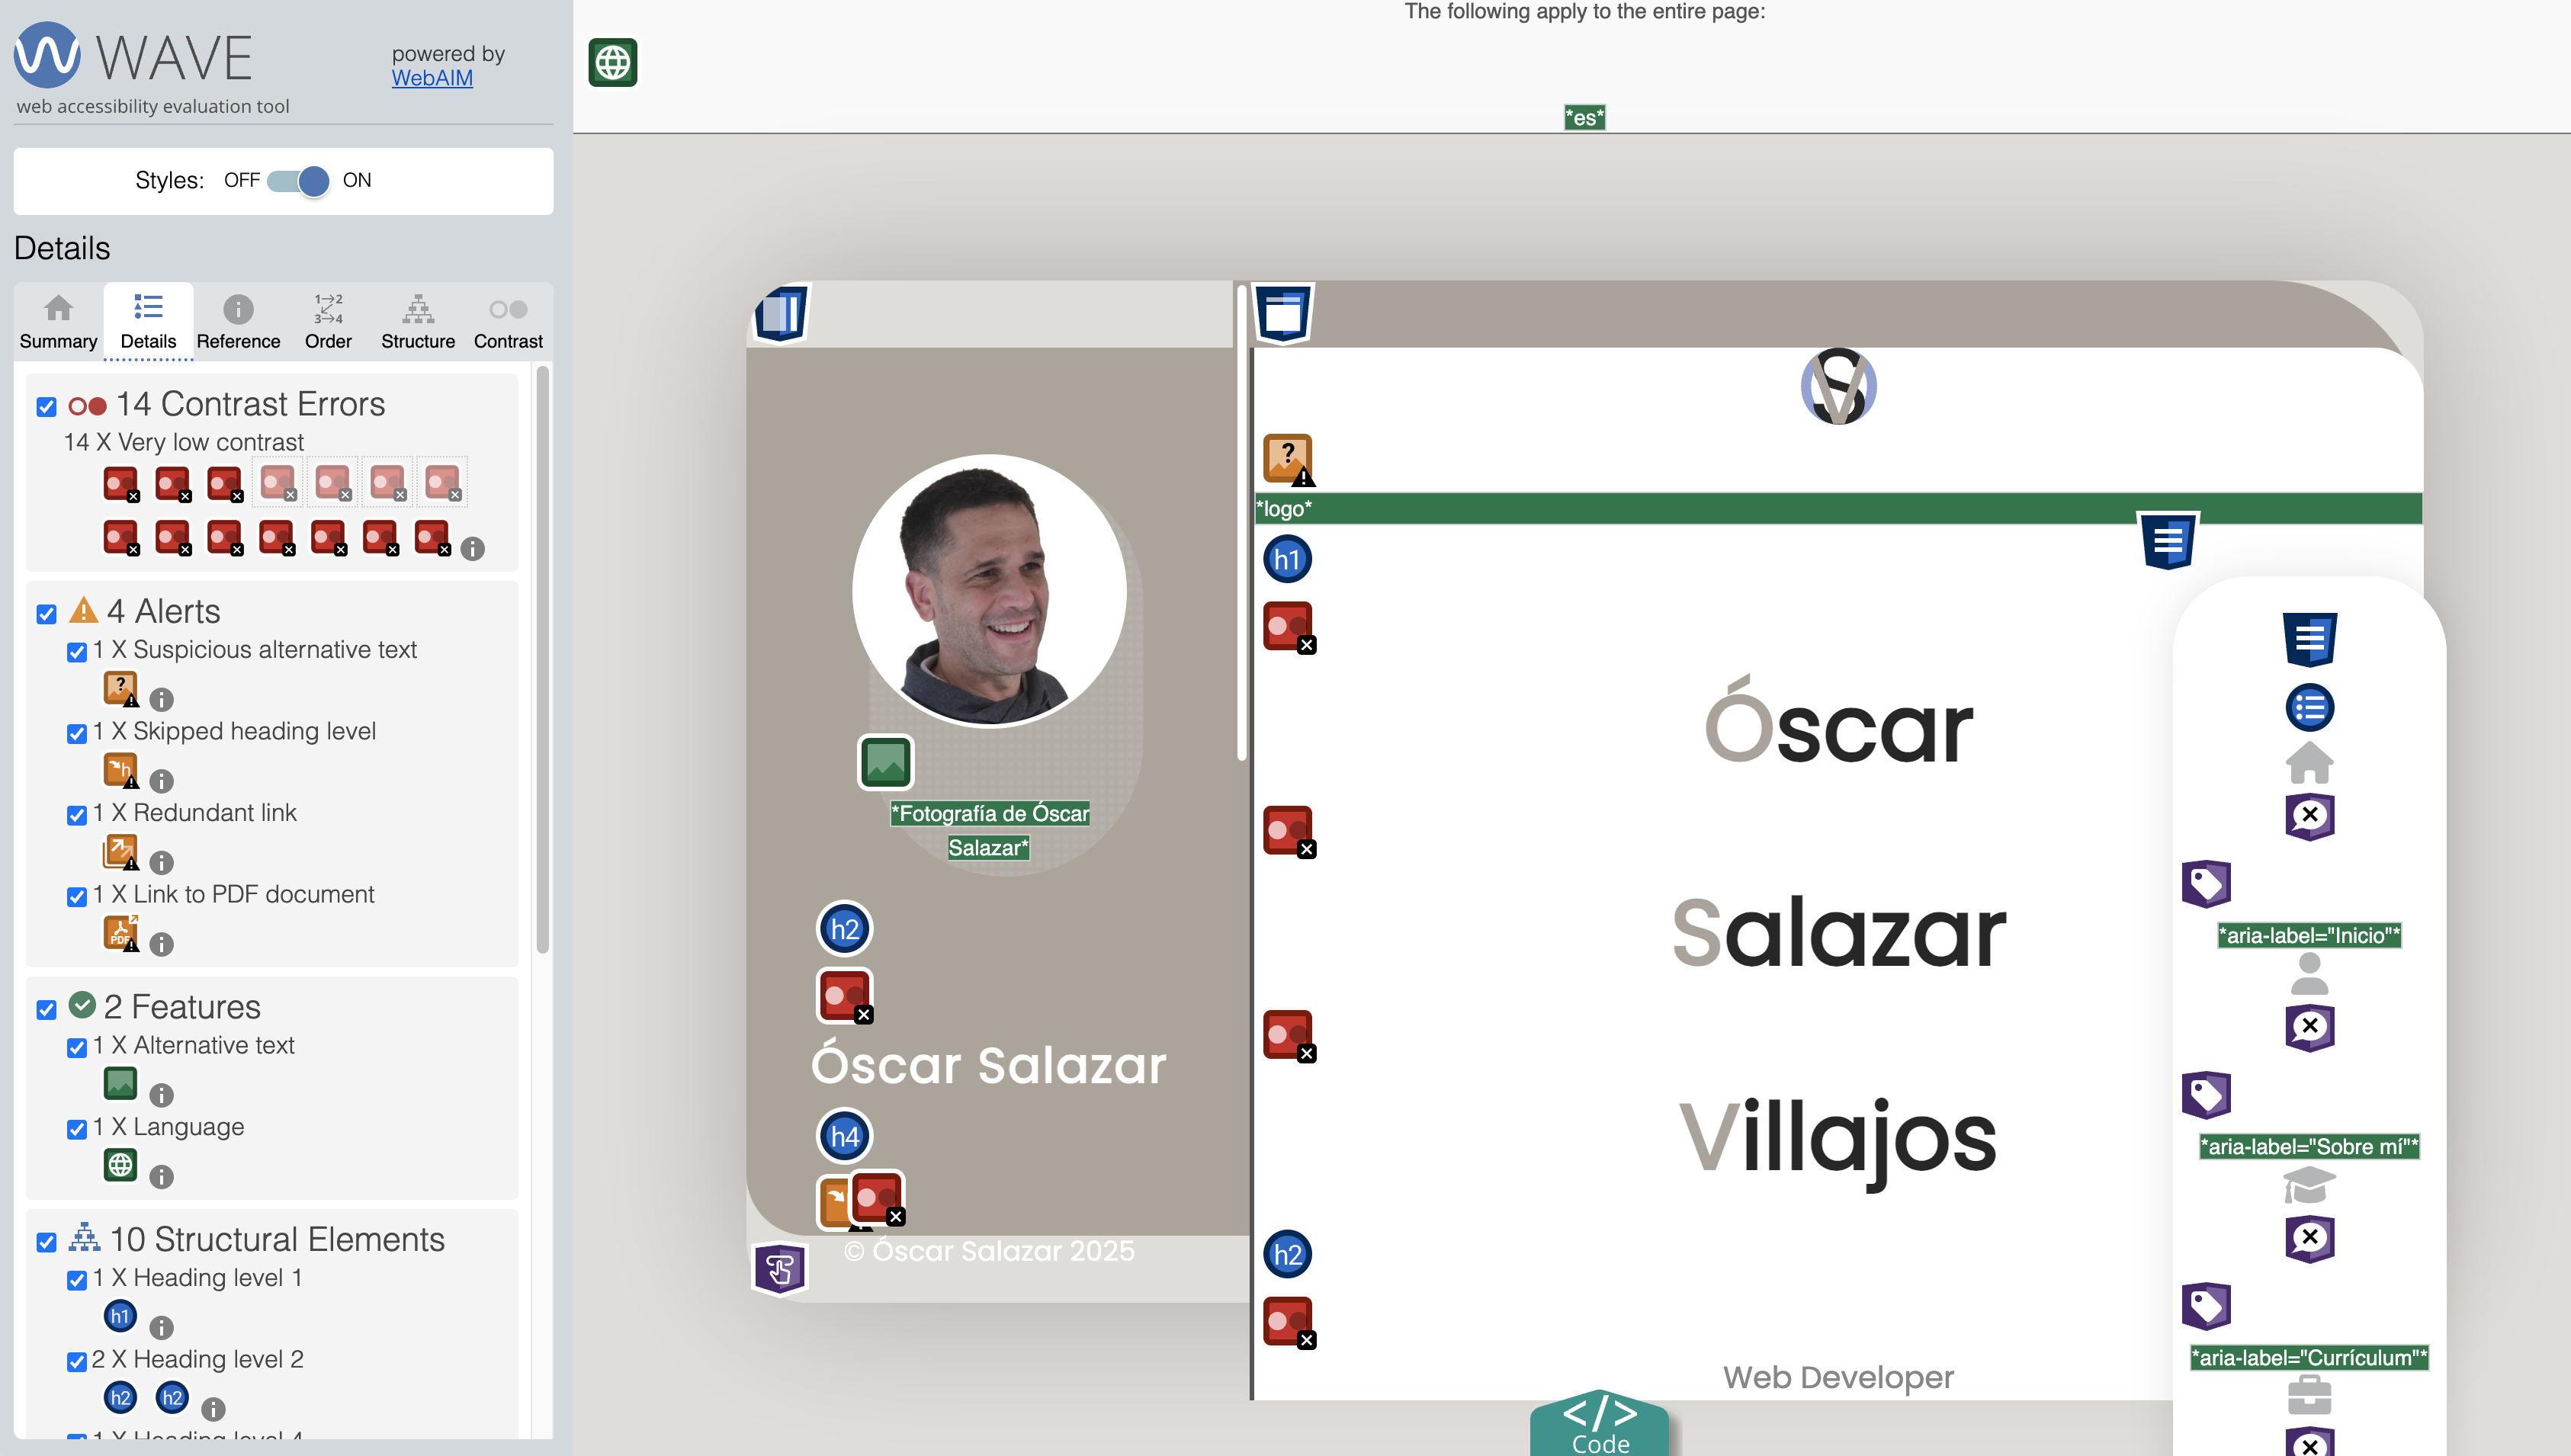 WAVE
powered by
WebAIM
web accessibility evaluation tool
Styles: OFF ON
Details
Summary Details Reference Order Structure Contrast
14 Contrast Errors
14 X Very low contrast
4 Alerts
1 X Suspicious alternative text
1 X Skipped heading level
1 X Redundant link
1 X Link to PDF document
PDF
2 Features
1 X Alternative text
1 X Language
10 Structural Elements
1 X Heading level 1
h1
2 X Heading level 2
h2 h2
1 X Heading level 4
The following apply to the entire page:
*es*
*Fotografía de Óscar
Salazar*
h2
Óscar Salazar
h4
© Óscar Salazar 2025
SV
*logo*
h1
Óscar
Salazar
Villajos
h2
Web Developer
</>
Code
*aria-label="Inicio"*
*aria-label="Sobre mí"*
*aria-label="Currículum"*